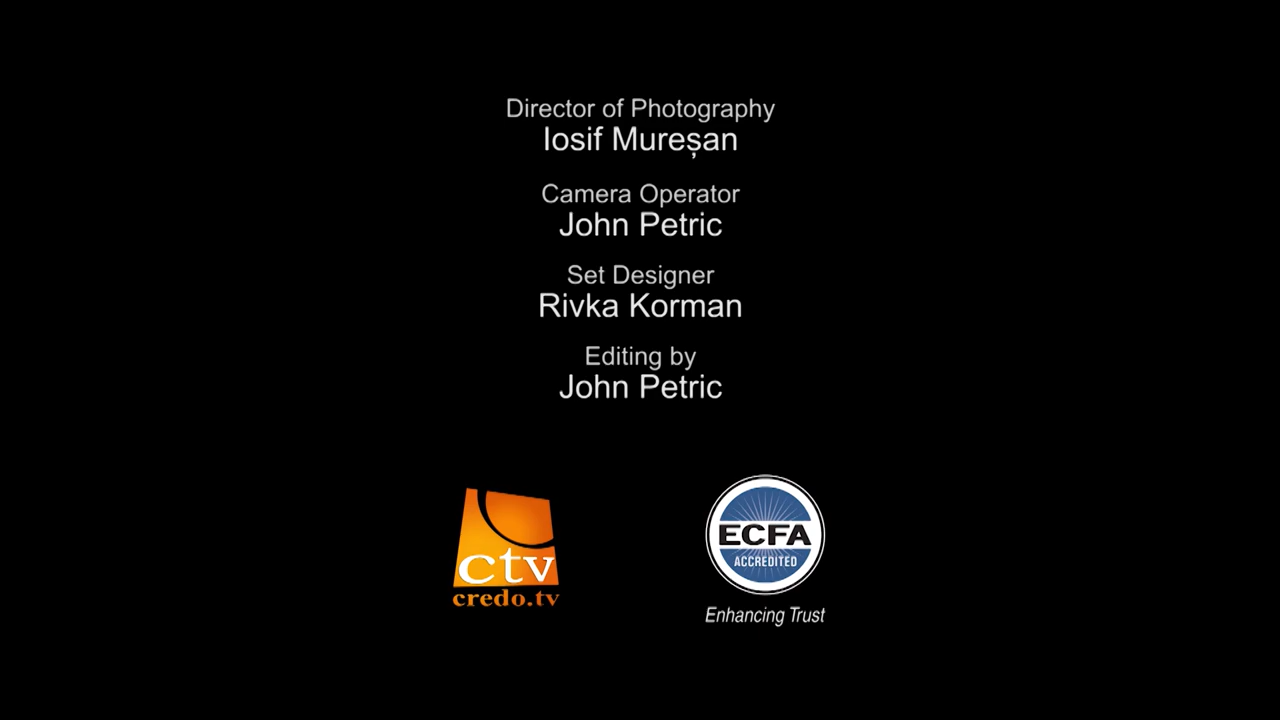 Director of Photography
Iosif Mureșan
Camera Operator
John Petric
Set Designer
Rivka Korman
Editing by
John Petric
ctv
credo.tv
ECFA
ACCREDITED
Enhancing Trust